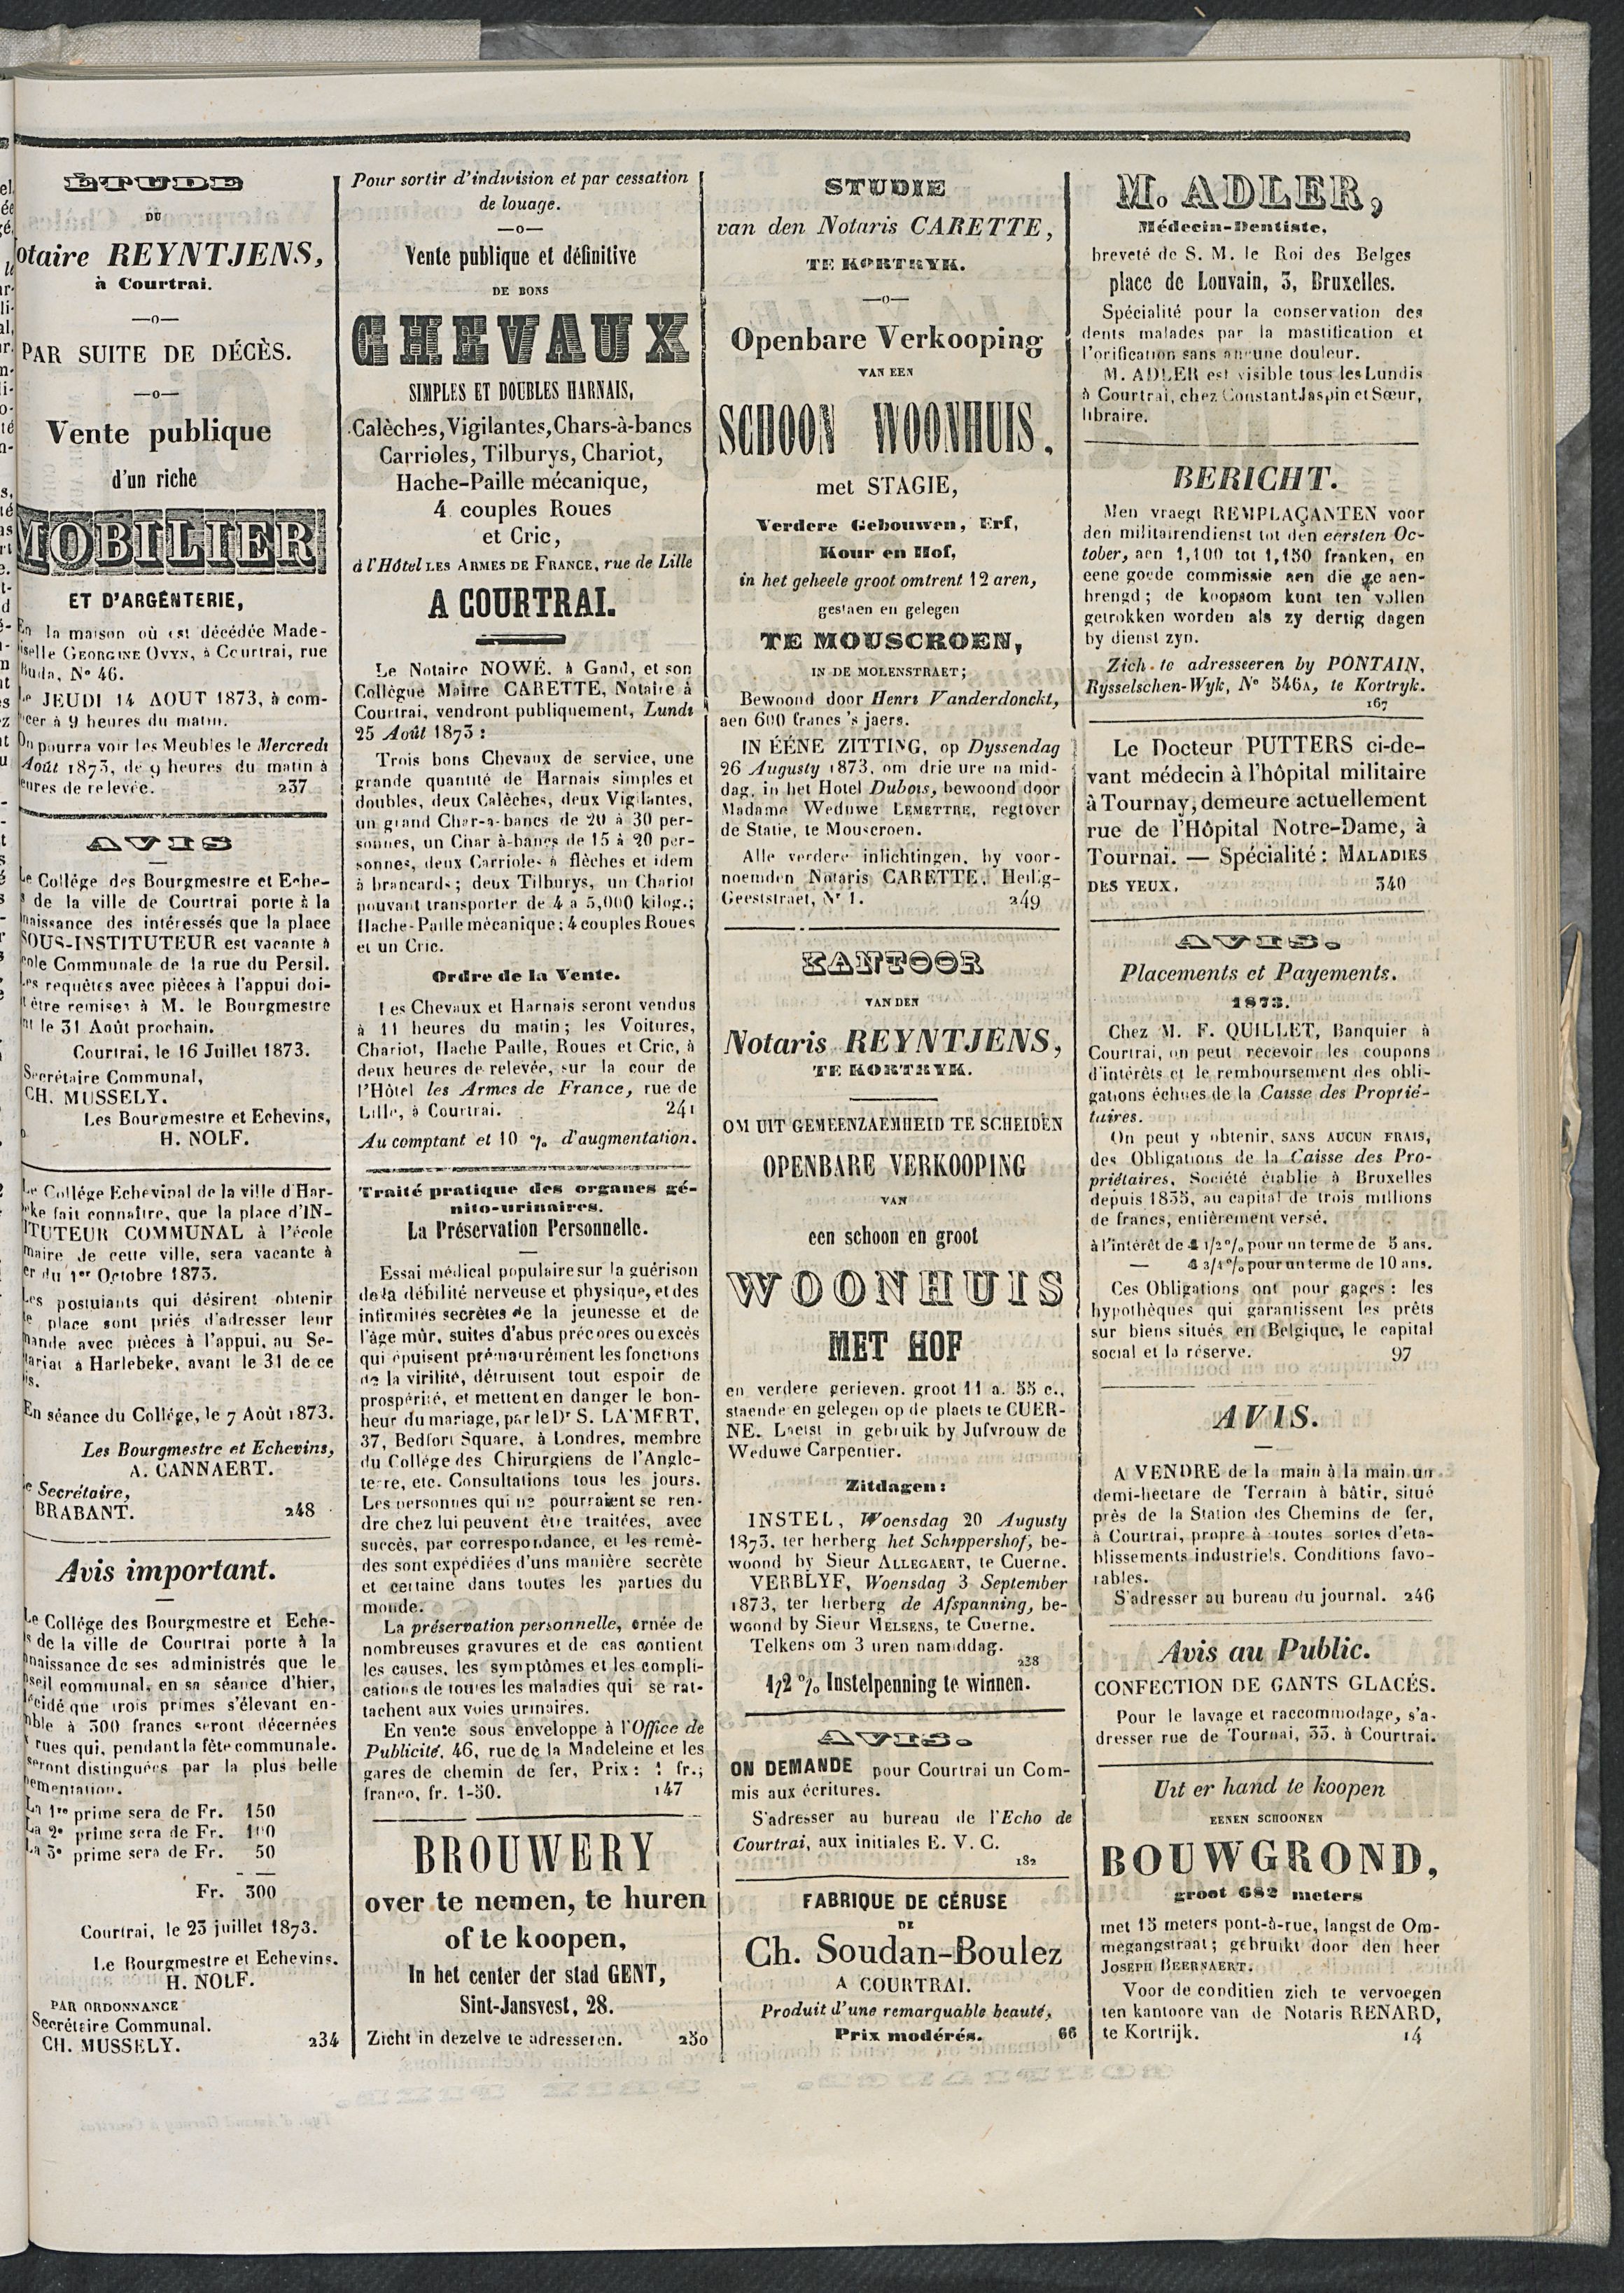 ÉTUDE
DU
otaire REYNTJENS,
à Courtrai.
—o—
PAR SUITE DE DÉCÈS.
—o—
Vente publique
d'un riche
MOBILIER
ET D'ARGENTERIE,
En la maison où est décédée Made-
iselle GEORGINE OVYN, à Courtrai, rue
Buda, No 46.
Le JEUDI 14 AOUT 1873, à com-
cer à 9 heures du matin.
On pourra voir les Meubles le Mercredi
Août 1873, de 9 heures du matin à
eures de relevée. 237
AVIS
Le Collége des Bourgmestre et Eche-
s de la ville de Courtrai porte à la
naissance des intéressés que la place
SOUS-INSTITUTEUR est vacante à
cole Communale de la rue du Persil.
Les requêtes avec pièces à l'appui doi-
t être remises à M. le Bourgmestre
nt le 31 Août prochain.
Courtrai, le 16 Juillet 1873.
Secrétaire Communal,
CH. MUSSELY.
Les Bourgmestre et Echevins,
H. NOLF.
Le Collége Echevinal de la ville d'Har-
eke fait connaître, que la place d'IN-
ITUTEUR COMMUNAL à l'école
maire de cette ville, sera vacante à
er du 1er Octobre 1873.
Les postulants qui désirent obtenir
te place sont priés d'adresser leur
mande avec pièces à l'appui, au Se-
tariat à Harlebeke, avant le 31 de ce
is.
En séance du Collége, le 7 Août 1873.
Les Bourgmestre et Echevins,
A. CANNAERT.
e Secrétaire,
BRABANT. 248
Avis important.
Le Collége des Bourgmestre et Eche-
s de la ville de Courtrai porte à la
nnaissance de ses administrés que le
nseil communal, en sa séance d'hier,
écidé que trois primes s'élevant en-
mble à 300 francs seront décernées
x rues qui, pendant la fête communale.
seront distinguées par la plus belle
nementation.
La 1re prime sera de Fr. 150
La 2e prime sera de Fr. 100
La 3e prime sera de Fr. 50
Fr. 300
Courtrai, le 23 juillet 1873.
Le Bourgmestre et Echevins.
H. NOLF.
PAR ORDONNANCE
Secrétaire Communal.
CH. MUSSELY. 234
Pour sortir d'indivision et par cessation
de louage.
—o—
Vente publique et définitive
DE BONS
CHEVAUX
SIMPLES ET DOUBLES HARNAIS,
Calèches, Vigilantes, Chars-à-bancs
Carrioles, Tilburys, Chariot,
Hache-Paille mécanique,
4 couples Roues
et Cric,
à l'Hôtel LES ARMES DE FRANCE, rue de Lille
A COURTRAI.
Le Notaire NOWÉ. à Gand, et son
Collégue Maitre CARETTE, Notaire à
Courtrai, vendront publiquement, Lundi
25 Août 1873 :
Trois bons Chevaux de service, une
grande quantité de Harnais simples et
doubles, deux Calèches, deux Vigilantes,
un grand Char-à-bancs de 20 à 30 per-
sonnes, un Char à-bancs de 15 à 20 per-
sonnes, deux Carrioles à flèches et idem
à brancards ; deux Tilburys, un Chariot
pouvant transporter de 4 a 5,000 kilog.;
Hache-Paille mécanique ; 4 couples Roues
et un Cric.
Ordre de la Vente.
Les Chevaux et Harnais seront vendus
à 11 heures du matin ; les Voitures,
Chariot, Hache Paille, Roues et Cric, à
deux heures de relevée, sur la cour de
l'Hôtel les Armes de France, rue de
Lille, à Courtrai. 241
Au comptant et 10 % d'augmentation.
Traité pratique des organes gé-
nito-urinaires.
La Préservation Personnelle.
Essai médical populaire sur la guérison
de la débilité nerveuse et physique, et des
infirmités secrètes de la jeunesse et de
l'âge mûr, suites d'abus précoces ou excès
qui épuisent prématurément les fonctions
de la virilité, détruisent tout espoir de
prospérité, et mettent en danger le bon-
heur du mariage, par le Dr S. LA'MERT,
37, Bedfort Square, à Londres, membre
du Collége des Chirurgiens de l'Angle-
terre, etc. Consultations tous les jours.
Les personnes qui ne pourraient se ren-
dre chez lui peuvent être traitées, avec
succès, par correspondance, et les remè-
des sont expédiées d'uns manière secrète
et certaine dans toutes les parties du
monde.
La préservation personnelle, ornée de
nombreuses gravures et de cas contient
les causes, les symptômes et les compli-
cations de toutes les maladies qui se rat-
tachent aux voies urinaires.
En vente sous enveloppe à l'Office de
Publicité, 46, rue de la Madeleine et les
gares de chemin de fer, Prix : 1 fr.;
franco, fr. 1-50. 147
BROUWERY
over te nemen, te huren
of te koopen,
In het center der stad GENT,
Sint-Jansvest, 28.
Zicht in dezelve te adresseren. 250
STUDIE
van den Notaris CARETTE,
TE KORTRYK.
—o—
Openbare Verkooping
VAN EEN
SCHOON WOONHUIS,
met STAGIE,
Verdere Gebouwen, Erf,
Kour en Hof,
in het geheele groot omtrent 12 aren,
gestaen en gelegen
TE MOUSCROEN,
IN DE MOLENSTRAET ;
Bewoond door Henri Vanderdonckt,
aen 600 francs 's jaers.
IN ÉÉNE ZITTING, op Dyssendag
26 Augusty 1873, om drie ure na mid-
dag, in het Hotel Dubois, bewoond door
Madame Weduwe LEMETTRE, regtover
de Statie, te Mouscroen.
Alle verdere inlichtingen, by voor-
noemden Notaris CARETTE, Heilig-
Geeststraet, Nr 1. 249
KANTOOR
VAN DEN
Notaris REYNTJENS,
TE KORTRYK.
OM UIT GEMEENZAEMHEID TE SCHEIDEN
OPENBARE VERKOOPING
VAN
een schoon en groot
WOONHUIS
MET HOF
en verdere gerieven, groot 11 a. 55 c.,
staende en gelegen op de plaets te CUER-
NE. Laetst in gebruik by Jufvrouw de
Weduwe Carpentier.
Zitdagen :
INSTEL, Woensdag 20 Augusty
1873, ter herberg het Schippershof, be-
woond by Sieur ALLEGAERT, te Cuerne.
VERBLYF, Woensdag 3 September
1873, ter herberg de Afspanning, be-
woond by Sieur MELSENS, te Cuerne.
Telkens om 3 uren namiddag.
238
1/2 % Instelpenning te winnen.
AVIS.
ON DEMANDE pour Courtrai un Com-
mis aux écritures.
S'adresser au bureau de l'Echo de
Courtrai, aux initiales E. V. C.
182
FABRIQUE DE CÉRUSE
DE
Ch. Soudan-Boulez
A COURTRAI.
Produit d'une remarquable beauté,
Prix modérés. 66
M. ADLER,
Médecin-Dentiste,
breveté de S. M. le Roi des Belges
place de Louvain, 3, Bruxelles.
Spécialité pour la conservation des
dents malades par la mastification et
l'orification sans aucune douleur.
M. ADLER est visible tous les Lundis
à Courtrai, chez Constant Jaspin et Sœur,
libraire.
BERICHT.
Men vraegt REMPLAÇANTEN voor
den militairendienst tot den eersten Oc-
tober, aen 1,100 tot 1,150 franken, en
eene goede commissie aen die ze aen-
brengd ; de koopsom kunt ten vollen
getrokken worden als zy dertig dagen
by dienst zyn.
Zich te adresseeren by PONTAIN,
Rysselschen-Wyk, No 546A, te Kortryk.
167
Le Docteur PUTTERS ci-de-
vant médecin à l'hôpital militaire
à Tournay, demeure actuellement
rue de l'Hôpital Notre-Dame, à
Tournai. — Spécialité : MALADIES
DES YEUX. 340
AVIS.
Placements et Payements.
1873.
Chez M. F. QUILLET, Banquier à
Courtrai, on peut recevoir les coupons
d'intérêts et le remboursement des obli-
gations échues de la Caisse des Proprié-
taires.
On peut y obtenir, SANS AUCUN FRAIS,
des Obligations de la Caisse des Pro-
priétaires, Société établie à Bruxelles
depuis 1835, au capital de trois millions
de francs, entièrement versé.
à l'intérêt de 4 1/2 % pour un terme de 5 ans.
— 4 3/4 % pour un terme de 10 ans.
Ces Obligations ont pour gages : les
hypothèques qui garantissent les prêts
sur biens situés en Belgique, le capital
social et la réserve. 97
AVIS.
A VENDRE de la main à la main un
demi-hectare de Terrain à bâtir, situé
près de la Station des Chemins de fer,
à Courtrai, propre à toutes sortes d'éta-
blissements industriels. Conditions favo-
rables.
S'adresser au bureau du journal. 246
Avis au Public.
CONFECTION DE GANTS GLACÉS.
Pour le lavage et raccommodage, s'a-
dresser rue de Tournai, 33, à Courtrai.
Uit er hand te koopen
EENEN SCHOONEN
BOUWGROND,
groot 682 meters
met 15 meters pont-à-rue, langst de Om-
megangstraat ; gebruikt door den heer
JOSEPH BEERNAERT.
Voor de conditien zich te vervoegen
ten kantoore van de Notaris RENARD,
te Kortrijk. 14